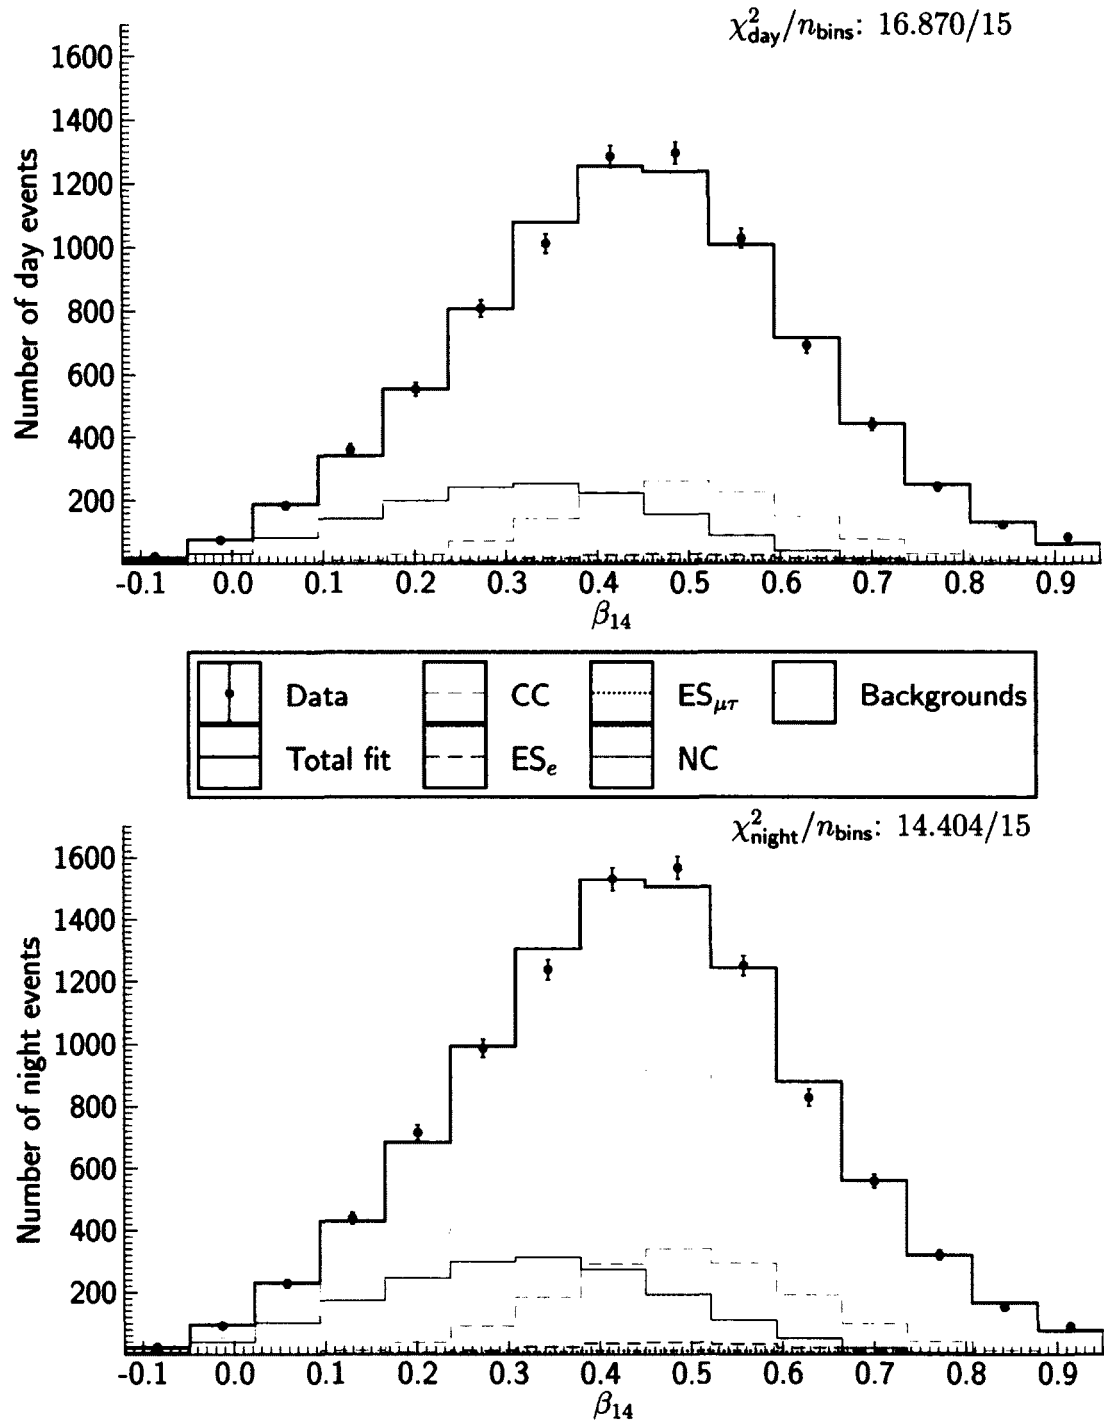 χ²day/nbins: 16.870/15
1600
1400
1200
1000
800
600
400
200
Number of day events
-0.1 0.0 0.1 0.2 0.3 0.4 0.5 0.6 0.7 0.8 0.9
β14
Data CC ESμτ Backgrounds
Total fit ESe NC
χ²night/nbins: 14.404/15
1600
1400
1200
1000
800
600
400
200
Number of night events
-0.1 0.0 0.1 0.2 0.3 0.4 0.5 0.6 0.7 0.8 0.9
β14